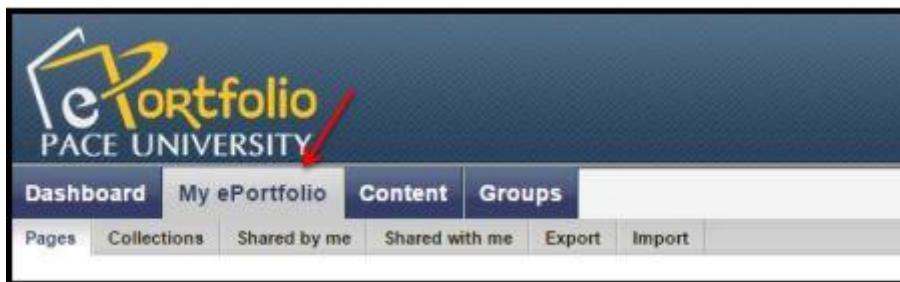 ePortfolio
PACE UNIVERSITY
Dashboard My ePortfolio Content Groups
Pages Collections Shared by me Shared with me Export Import